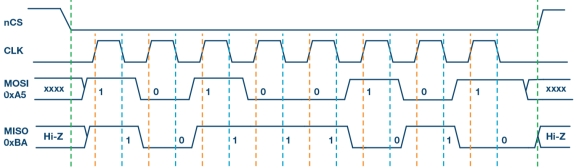 nCS
CLK
MOSI xxxx 1 0 1 0 0 1 0 1 xxxx
0xA5
MISO Hi-Z 1 0 1 1 1 0 1 0 Hi-Z
0xBA